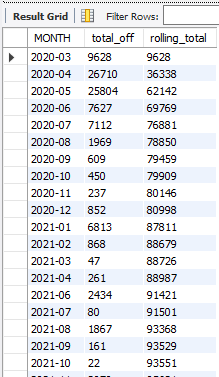 Result Grid Filter Rows:
MONTH total_off rolling_total
2020-03 9628 9628
2020-04 26710 36338
2020-05 25804 62142
2020-06 7627 69769
2020-07 7112 76881
2020-08 1969 78850
2020-09 609 79459
2020-10 450 79909
2020-11 237 80146
2020-12 852 80998
2021-01 6813 87811
2021-02 868 88679
2021-03 47 88726
2021-04 261 88987
2021-06 2434 91421
2021-07 80 91501
2021-08 1867 93368
2021-09 161 93529
2021-10 22 93551